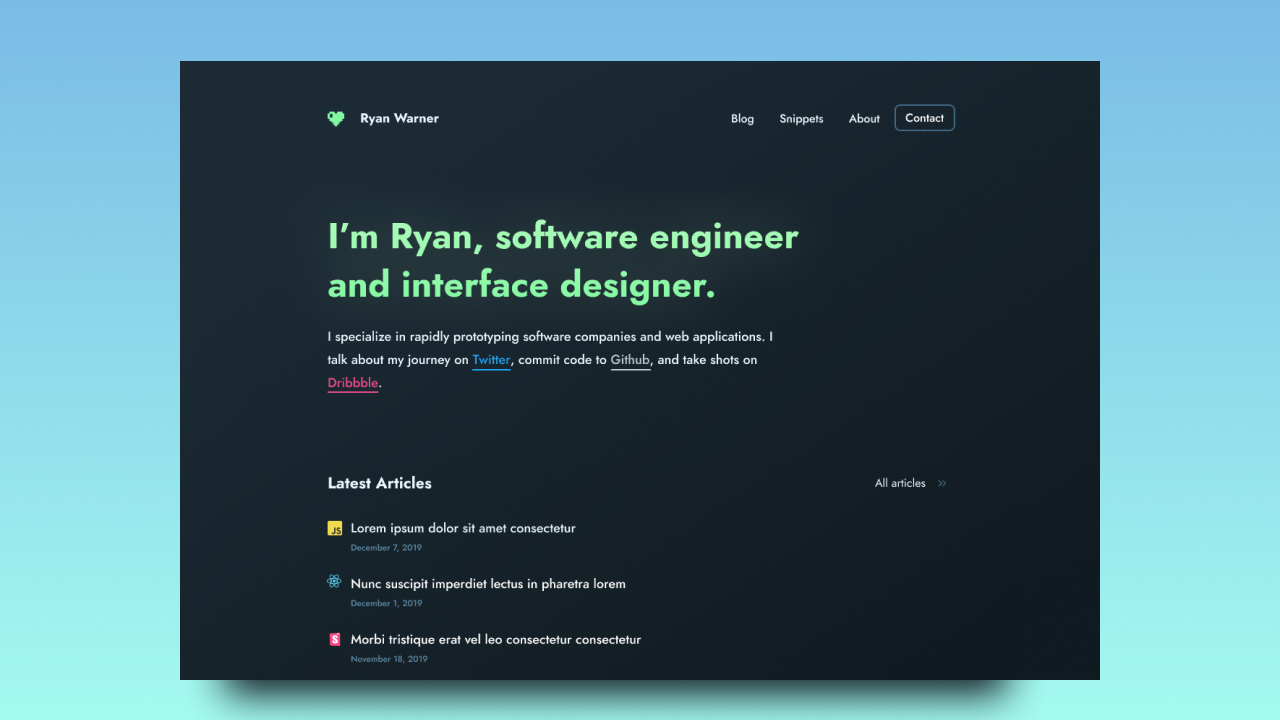 Ryan Warner
Blog
Snippets
About
Contact
I’m Ryan, software engineer
and interface designer.
I specialize in rapidly prototyping software companies and web applications. I
talk about my journey on Twitter, commit code to Github, and take shots on
Dribbble.
Latest Articles
All articles »
JS
Lorem ipsum dolor sit amet consectetur
December 7, 2019
Nunc suscipit imperdiet lectus in pharetra lorem
December 1, 2019
S
Morbi tristique erat vel leo consectetur consectetur
November 18, 2019